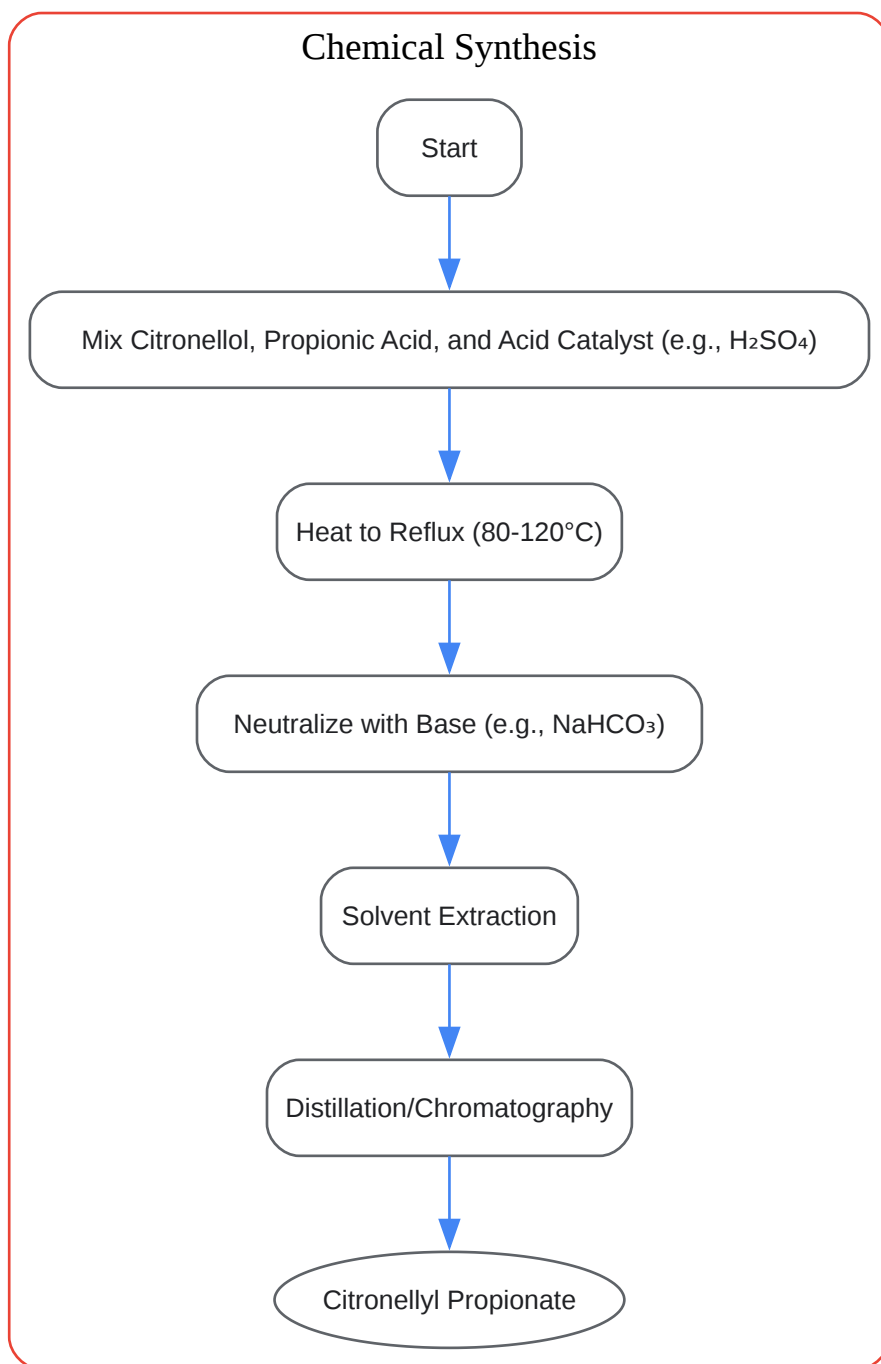 Chemical Synthesis
Start
Mix Citronellol, Propionic Acid, and Acid Catalyst (e.g., H₂SO₄)
Heat to Reflux (80-120°C)
Neutralize with Base (e.g., NaHCO₃)
Solvent Extraction
Distillation/Chromatography
Citronellyl Propionate